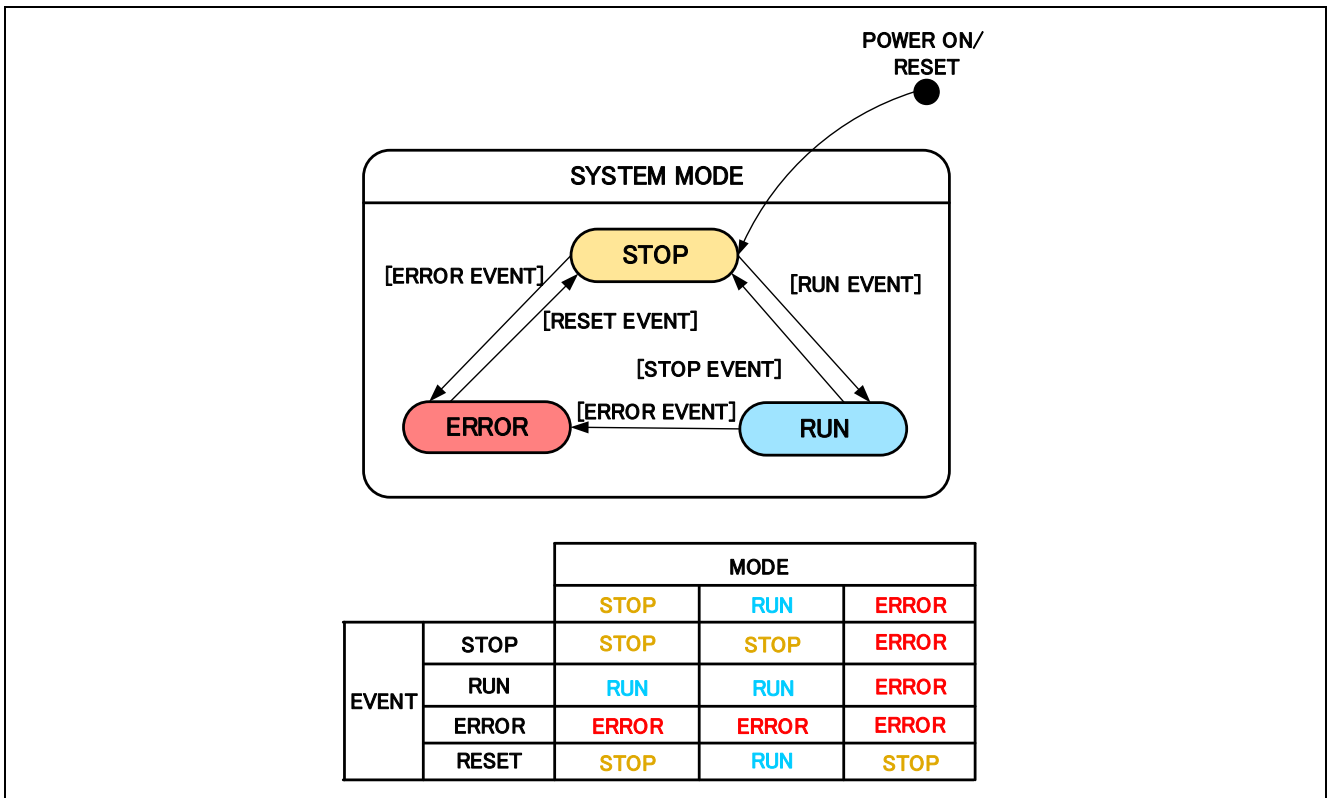 POWER ON/
RESET
SYSTEM MODE
STOP
[ERROR EVENT]
[RUN EVENT]
[RESET EVENT]
[STOP EVENT]
[ERROR EVENT]
ERROR
RUN
MODE
STOP RUN ERROR
EVENT
STOP STOP STOP ERROR
RUN RUN RUN ERROR
ERROR ERROR ERROR ERROR
RESET STOP RUN STOP